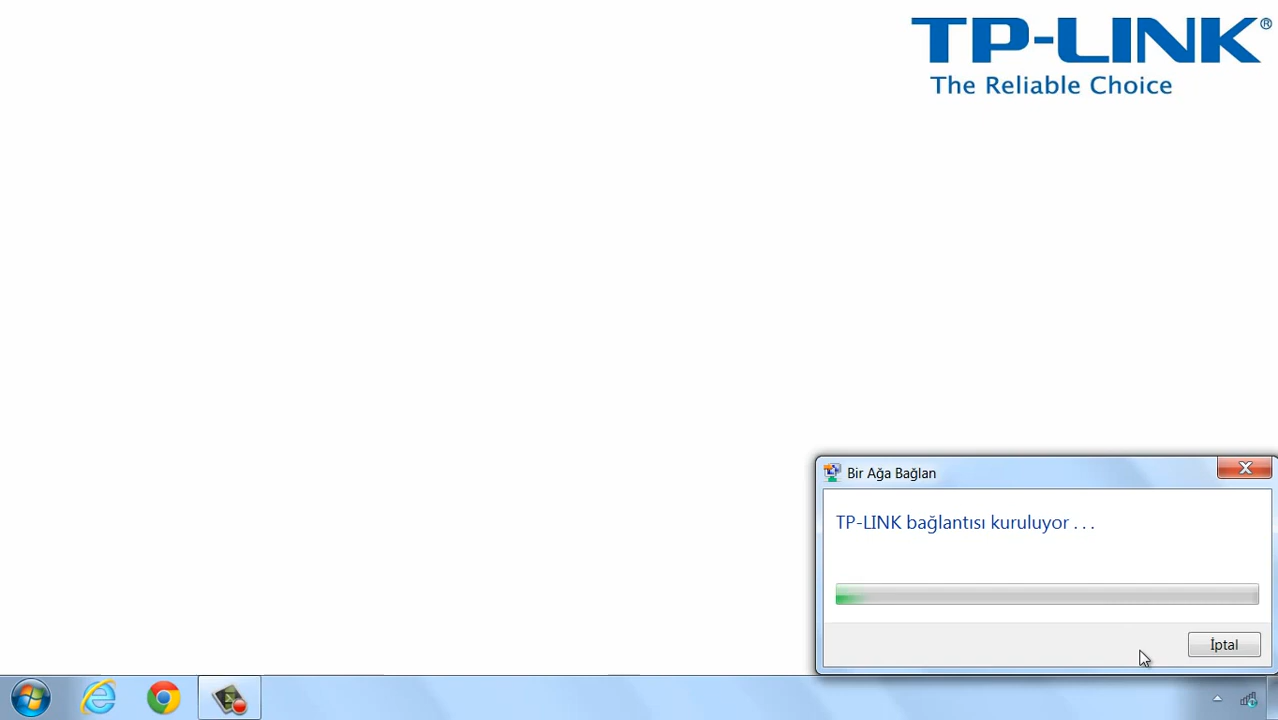 TP-LINK®
The Reliable Choice
Bir Ağa Bağlan
TP-LINK bağlantısı kuruluyor . . .
İptal